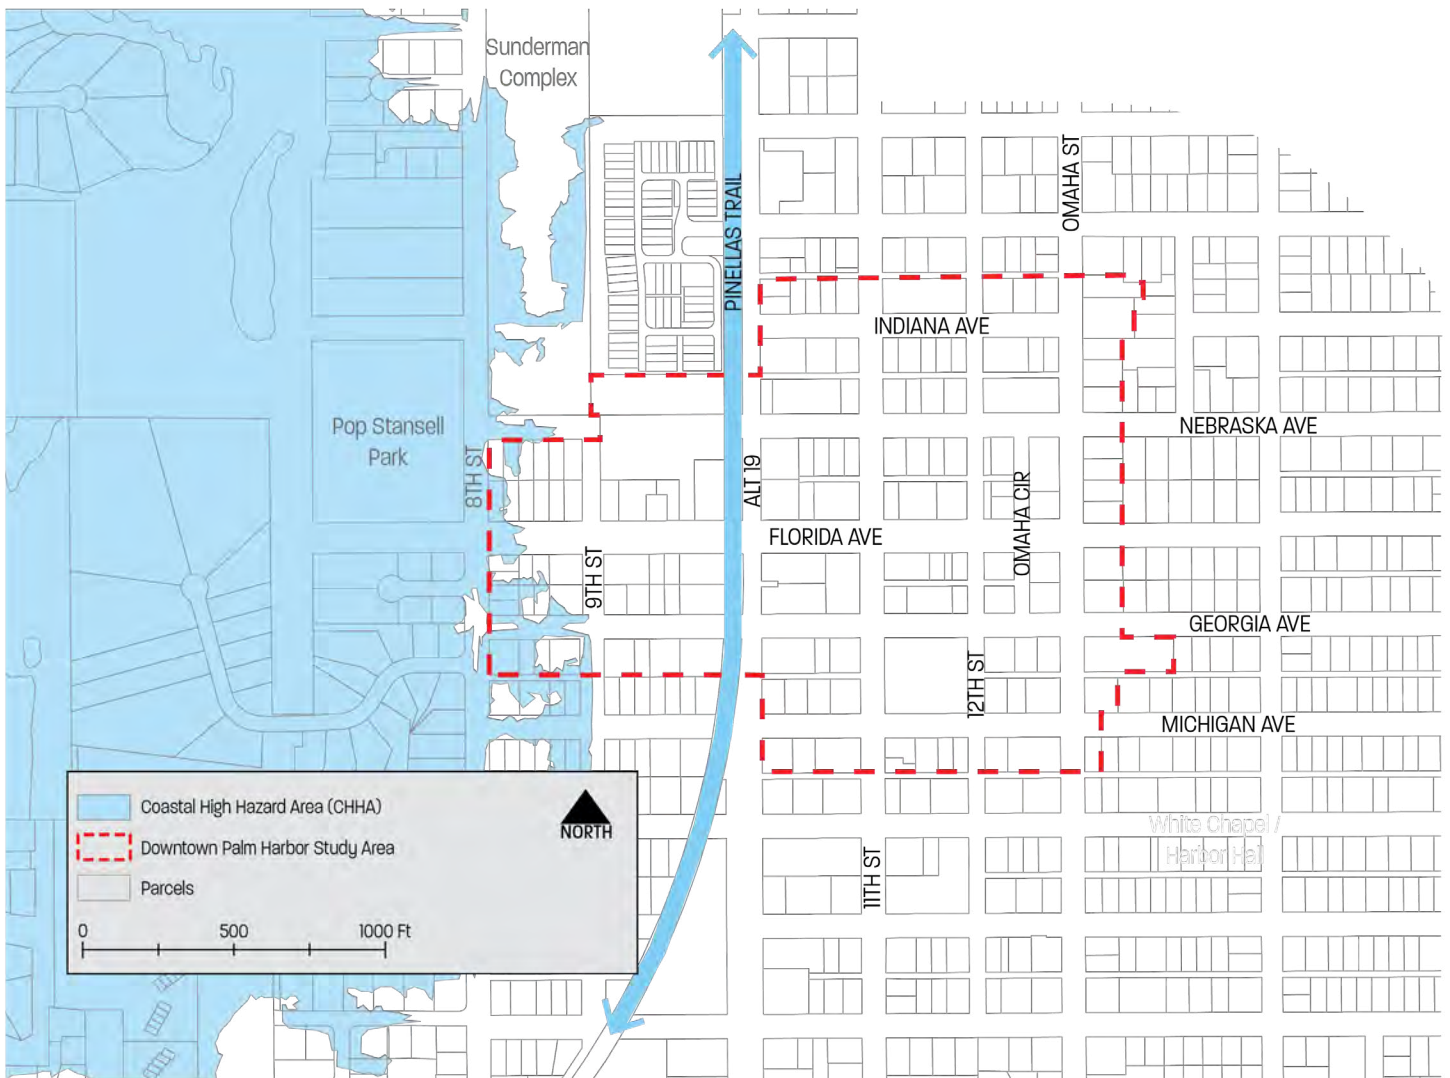 Sunderman
Complex
OMAHA ST
PINELLAS TRAIL
INDIANA AVE
Pop Stansell
Park
NEBRASKA AVE
8TH ST
ALT 19
OMAHA CIR
FLORIDA AVE
9TH ST
GEORGIA AVE
12TH ST
MICHIGAN AVE
Coastal High Hazard Area (CHHA)
NORTH
Downtown Palm Harbor Study Area
White Chapel /
Harbor Hall
11TH ST
Parcels
0 500 1000 Ft